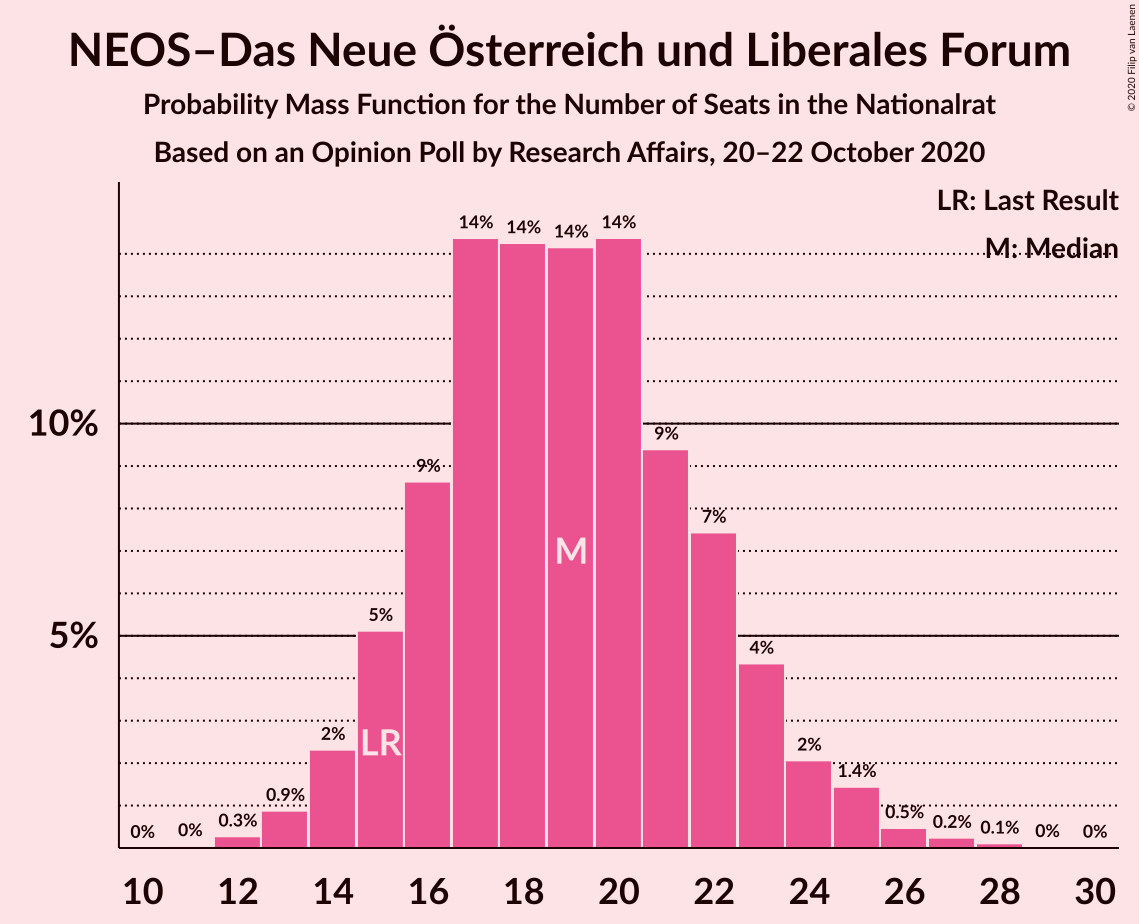 NEOS–Das Neue Österreich und Liberales Forum
Probability Mass Function for the Number of Seats in the Nationalrat
Based on an Opinion Poll by Research Affairs, 20–22 October 2020
© 2020 Filip van Laenen
LR: Last Result
M: Median
10%
5%
0%
0%
0.3%
0.9%
2%
5%
9%
14%
14%
14%
14%
9%
7%
4%
2%
1.4%
0.5%
0.2%
0.1%
0%
0%
LR
M
10 12 14 16 18 20 22 24 26 28 30